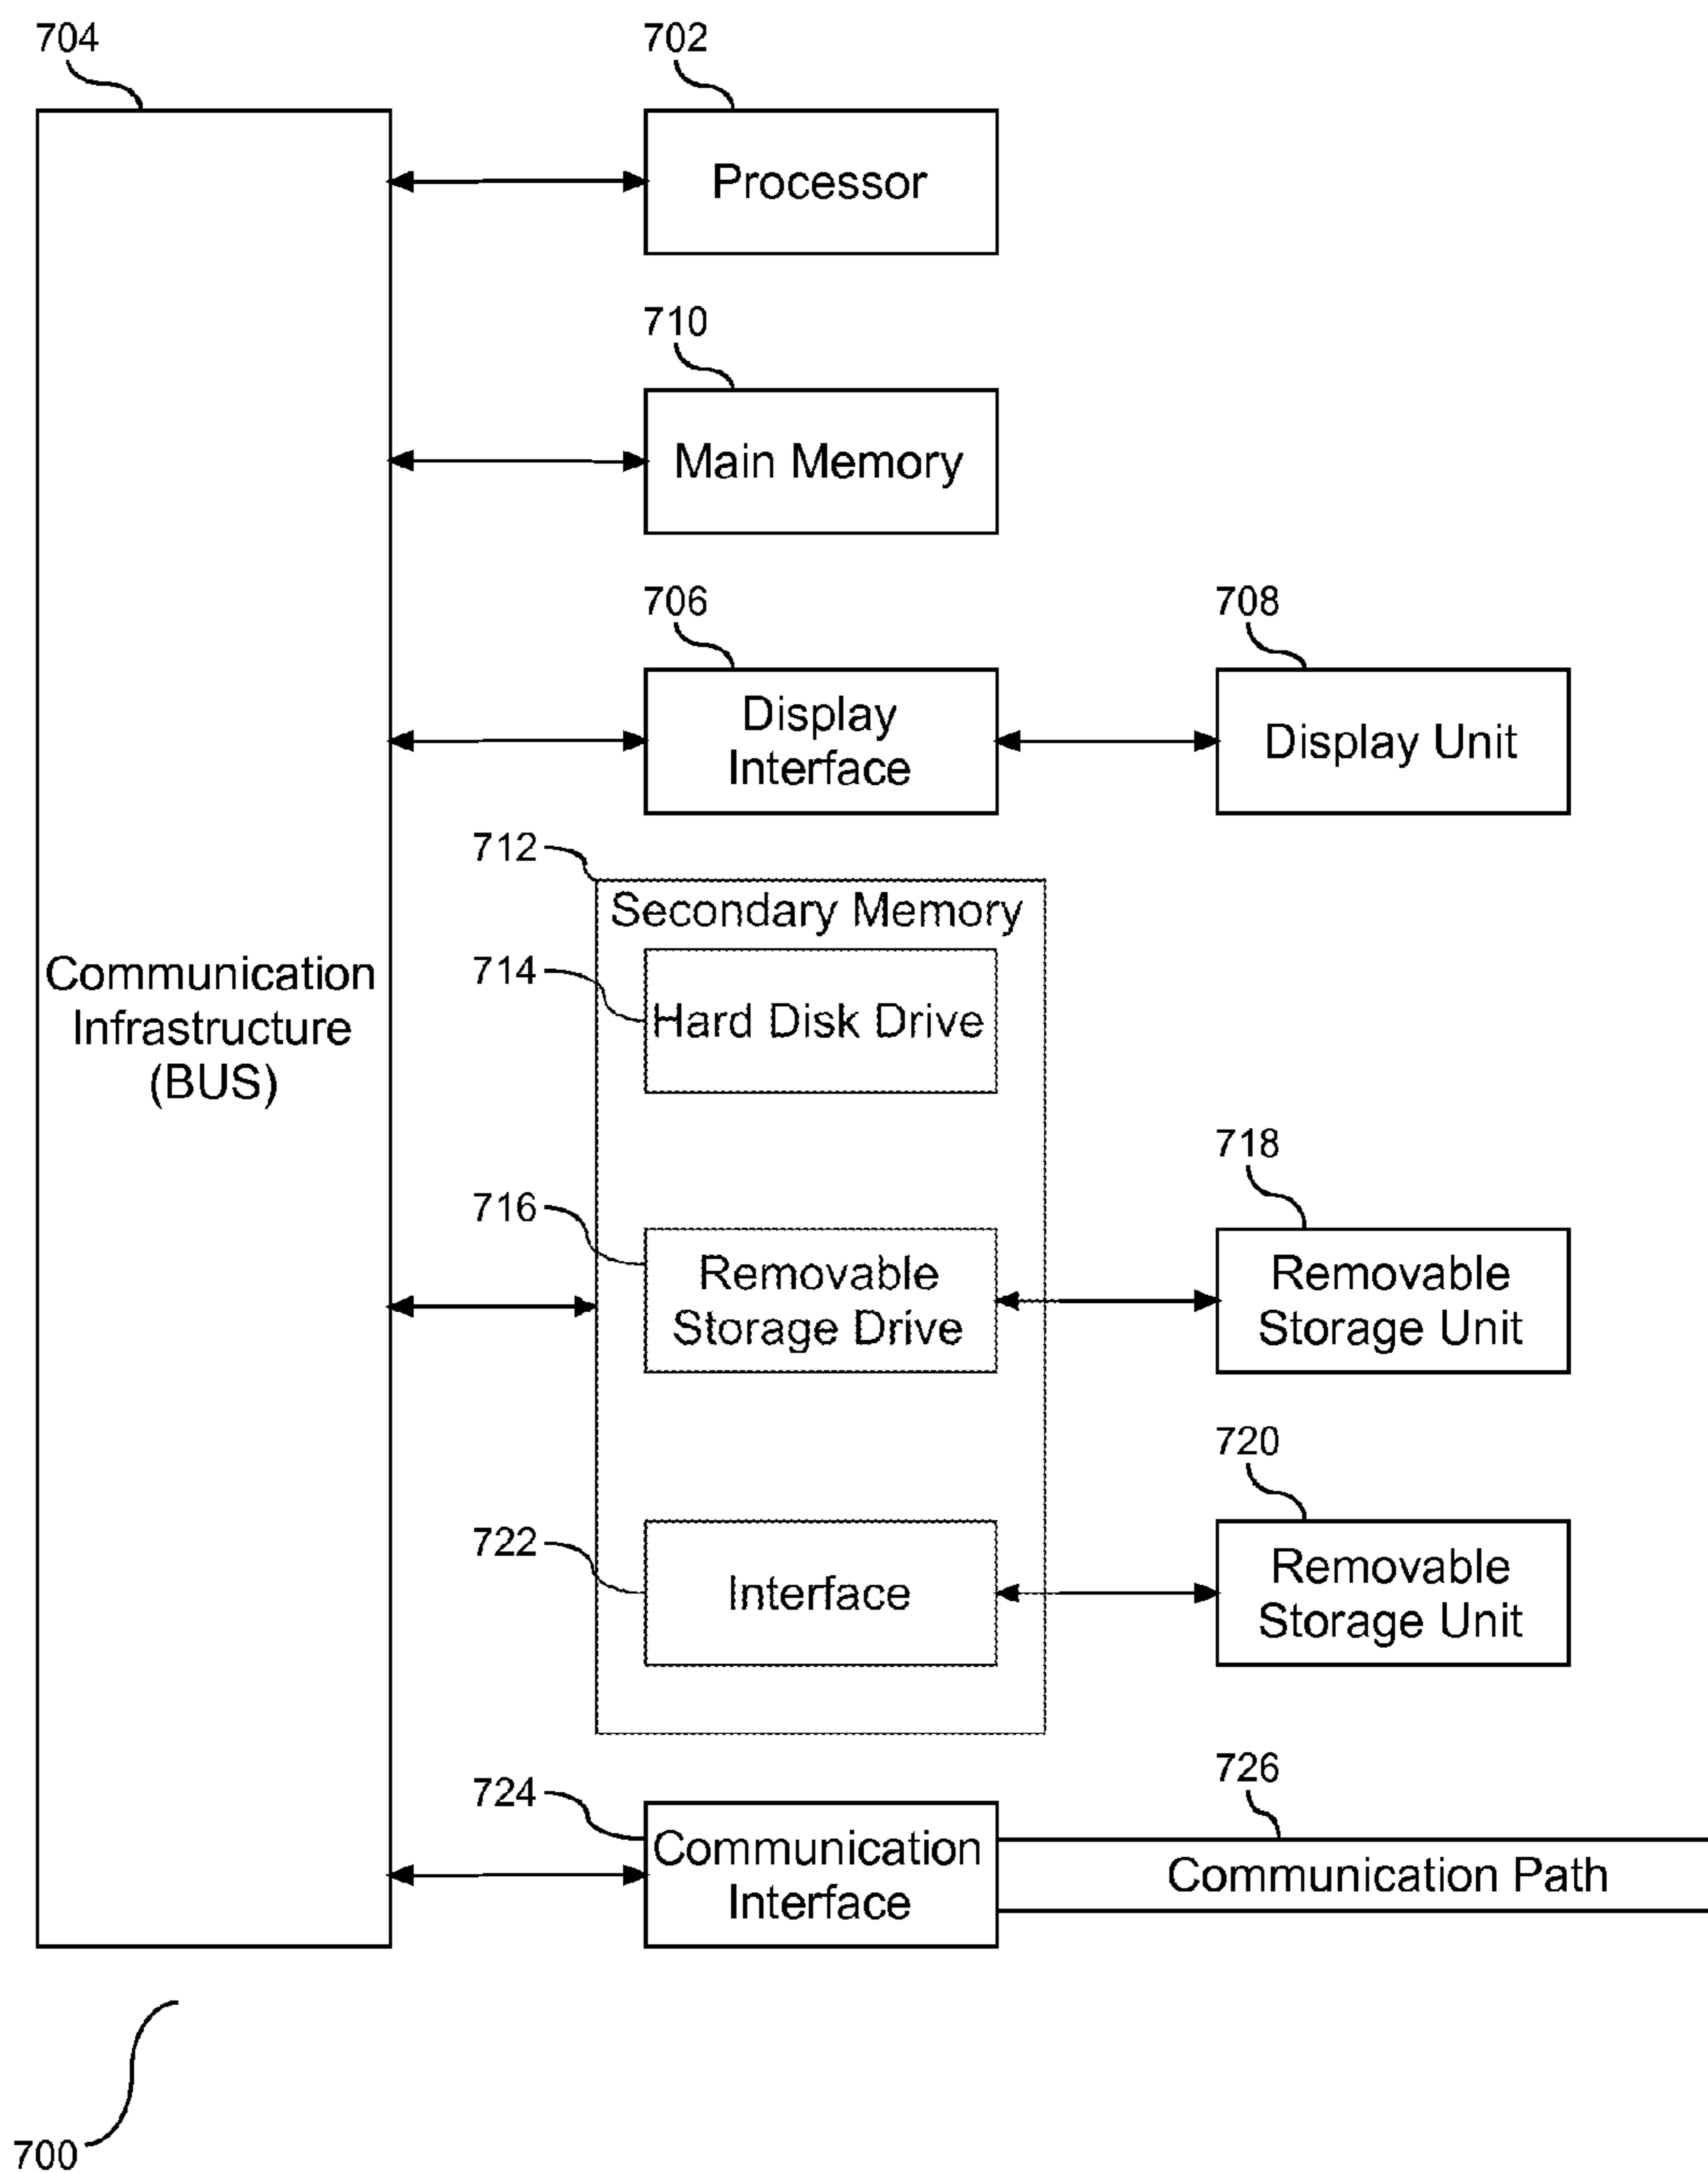 704
702
Processor
710
Main Memory
706
708
Display
Interface
Display Unit
712
Secondary Memory
Communication
Infrastructure
(BUS)
714
Hard Disk Drive
718
716
Removable
Storage Drive
Removable
Storage Unit
720
722
Interface
Removable
Storage Unit
726
724
Communication
Interface
Communication Path
700